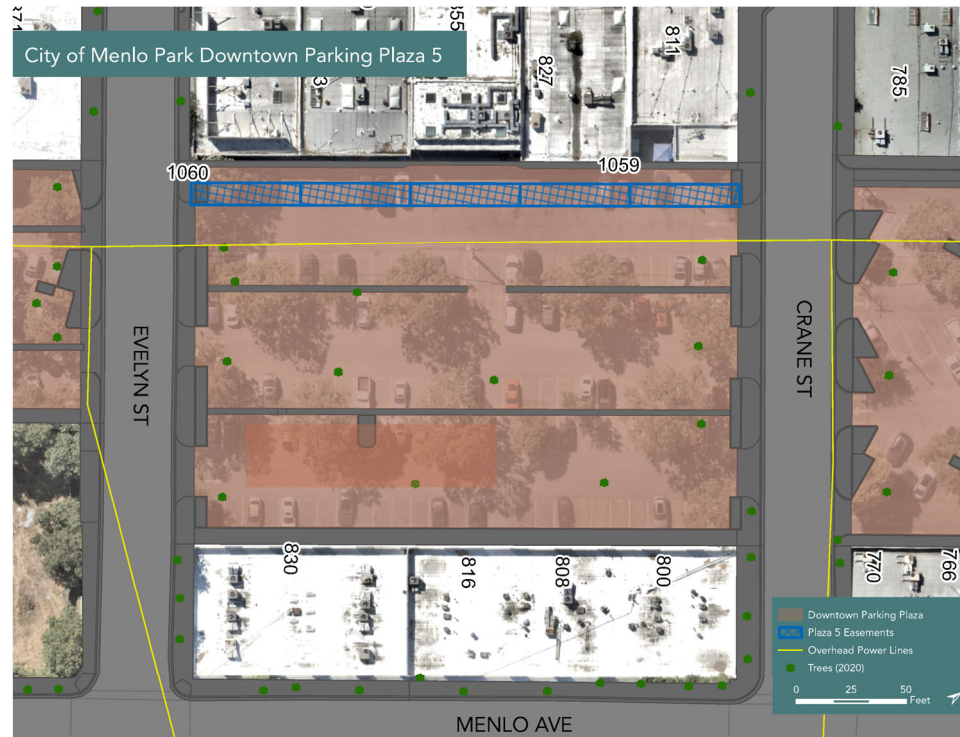 City of Menlo Park Downtown Parking Plaza 5
855
827
811
785
1060
1059
EVELYN ST
CRANE ST
830
816
808
800
770
766
MENLO AVE
Downtown Parking Plaza
Plaza 5 Easements
Overhead Power Lines
Trees (2020)
0 25 50
Feet